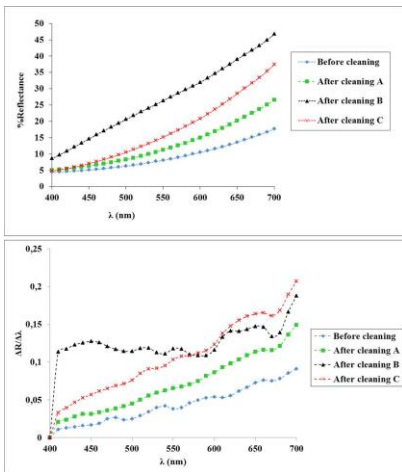 50
45
40
35
30
25
20
15
10
5
0
%Reflectance
400 450 500 550 600 650 700
λ (nm)
Before cleaning
After cleaning A
After cleaning B
After cleaning C
0,25
0,2
0,15
0,1
0,05
0
ΔR/Δλ
400 450 500 550 600 650 700
λ (nm)
Before cleaning
After cleaning A
After cleaning B
After cleaning C